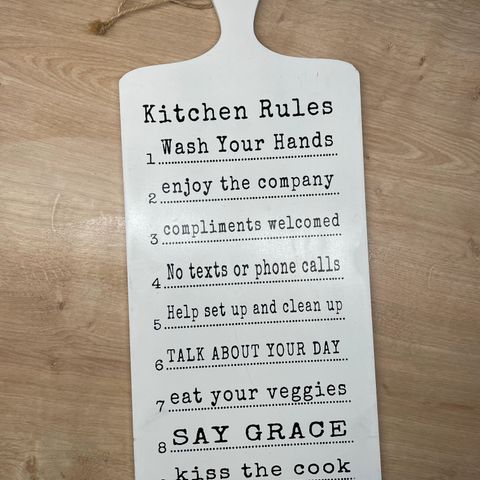 Kitchen Rules
1 Wash Your Hands
2 enjoy the company
3 compliments welcomed
4 No texts or phone calls
5 Help set up and clean up
6 TALK ABOUT YOUR DAY
7 eat your veggies
8 SAY GRACE
kiss the cook